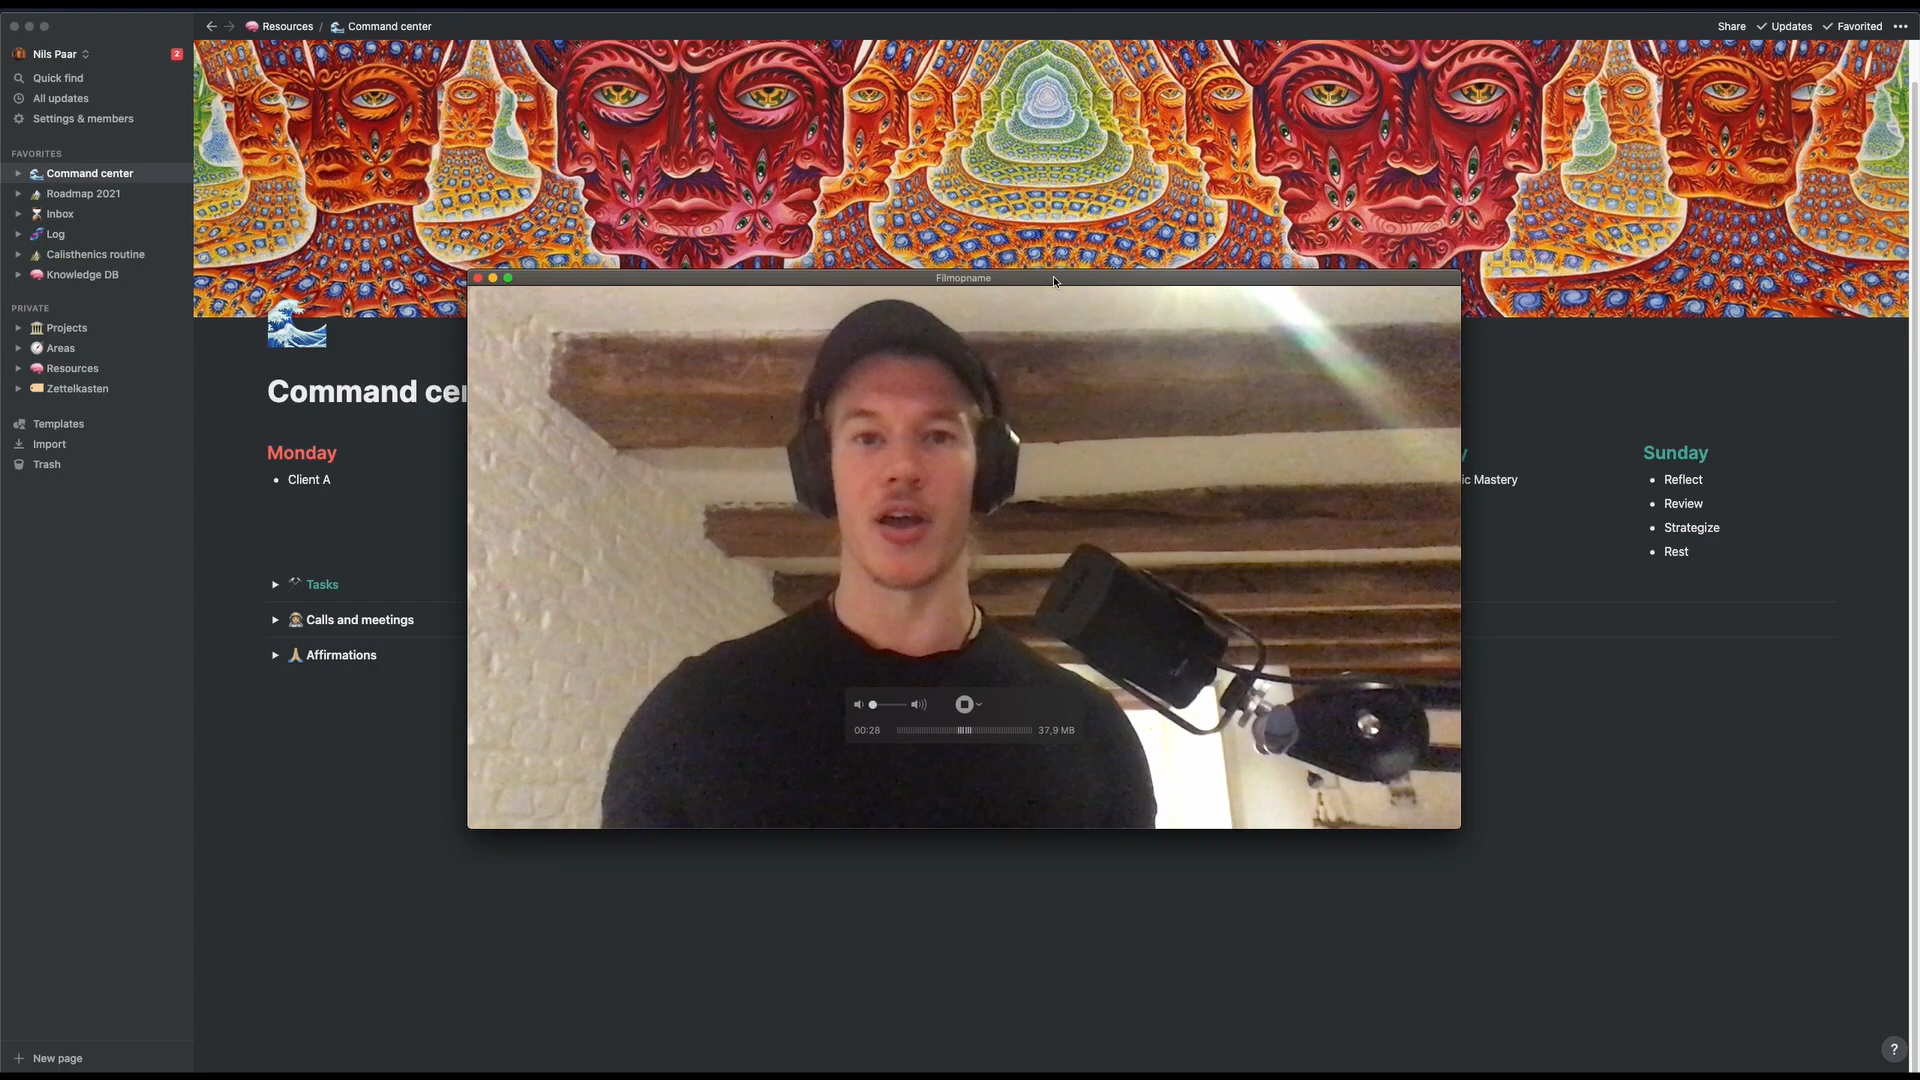 Resources / Command center
Share Updates Favorited
Nils Paar 2
Quick find
All updates
Settings & members
FAVORITES
Command center
Roadmap 2021
Inbox
Log
Calisthenics routine
Knowledge DB
PRIVATE
Projects
Areas
Resources
Zettelkasten
Templates
Import
Trash
New page
Filmopname
00:28 37,9 MB
Command cer
Monday
Client A
y
ic Mastery
Sunday
Reflect
Review
Strategize
Rest
Tasks
Calls and meetings
Affirmations
?